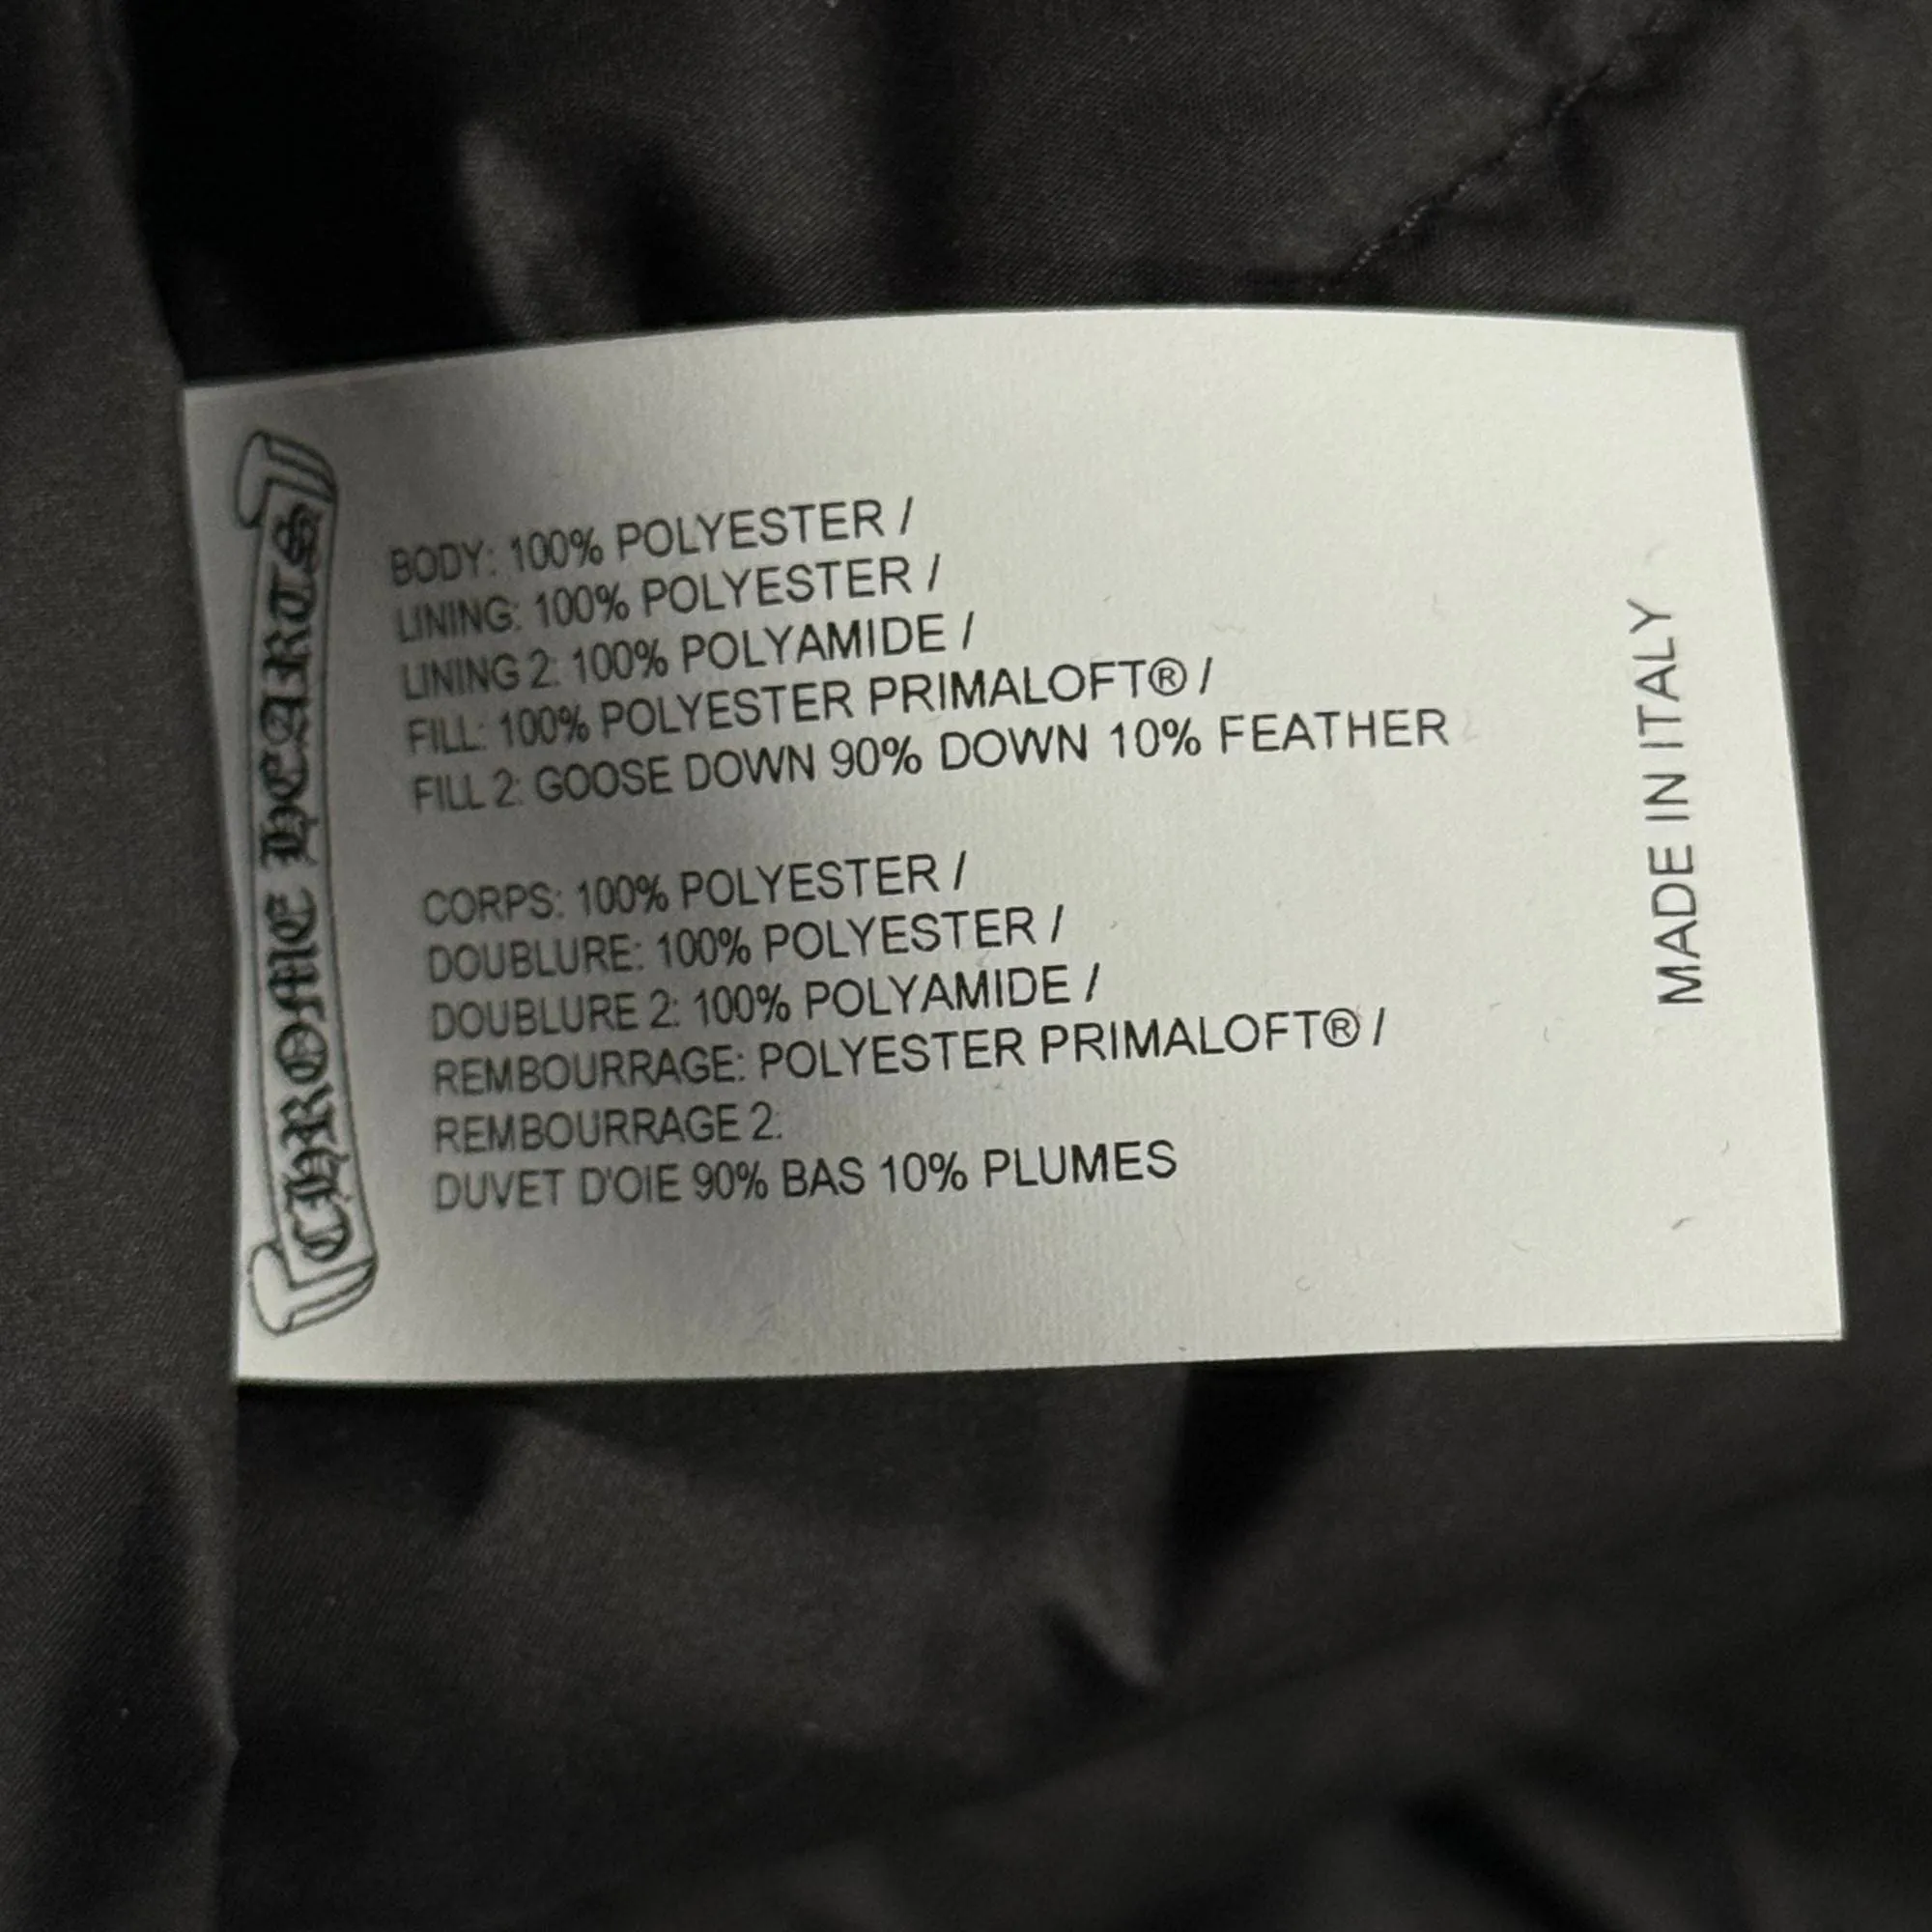 CHROME HEARTS
BODY: 100% POLYESTER /
LINING: 100% POLYESTER /
LINING 2: 100% POLYAMIDE /
FILL: 100% POLYESTER PRIMALOFT® /
FILL 2: GOOSE DOWN 90% DOWN 10% FEATHER
CORPS: 100% POLYESTER /
DOUBLURE: 100% POLYESTER /
DOUBLURE 2: 100% POLYAMIDE /
REMBOURRAGE: POLYESTER PRIMALOFT® /
REMBOURRAGE 2:
DUVET D'OIE 90% BAS 10% PLUMES
MADE IN ITALY